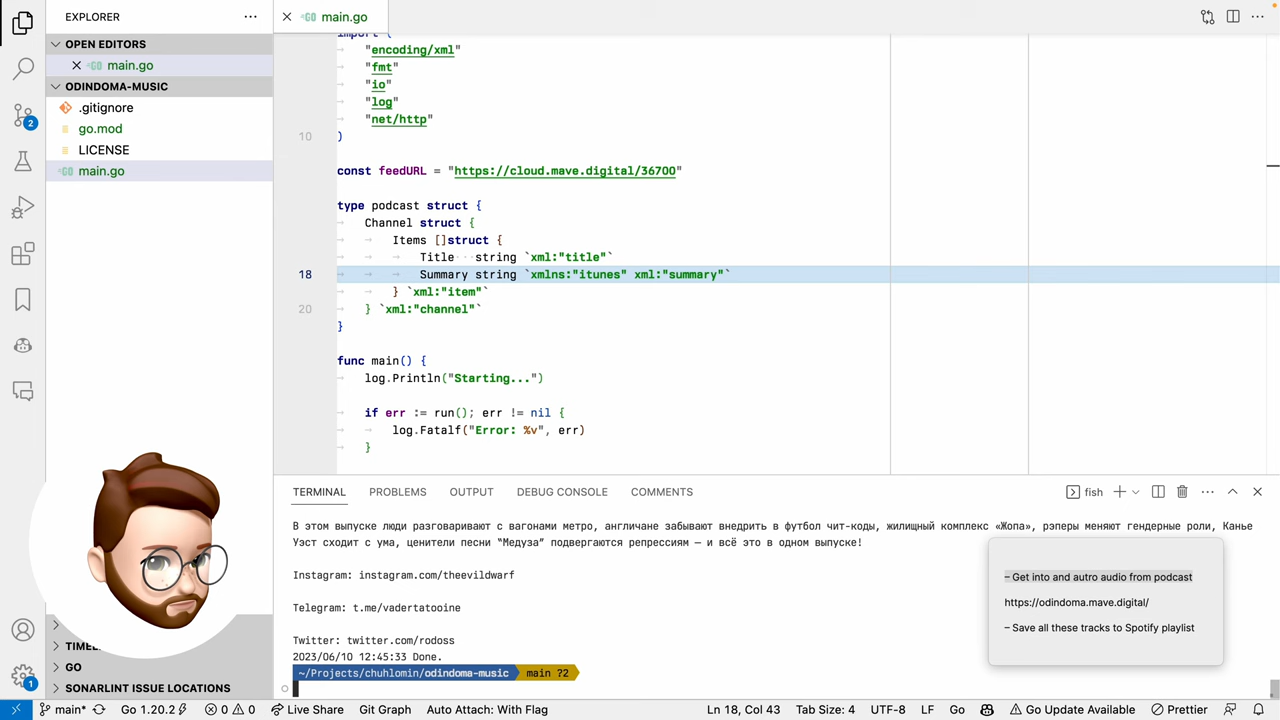 EXPLORER
main.go
OPEN EDITORS
main.go
ODINDOMA-MUSIC
.gitignore
go.mod
LICENSE
main.go
import (
"encoding/xml"
"fmt"
"io"
"log"
"net/http"
10 )
const feedURL = "https://cloud.mave.digital/36700"
type podcast struct {
Channel struct {
Items []struct {
Title string `xml:"title"`
18 Summary string `xmlns:"itunes" xml:"summary"`
} `xml:"item"`
20 } `xml:"channel"`
}
func main() {
log.Println("Starting...")
if err := run(); err != nil {
log.Fatalf("Error: %v", err)
}
TERMINAL PROBLEMS OUTPUT DEBUG CONSOLE COMMENTS fish
В этом выпуске люди разговаривают с вагонами метро, англичане забывают внедрить в футбол чит-коды, жилищный комплекс «Жопа», рэперы меняют гендерные роли, Канье
Уэст сходит с ума, ценители песни “Медуза” подвергаются репрессиям — и всё это в одном выпуске!
Instagram: instagram.com/theevildwarf
Telegram: t.me/vadertatooine
Twitter: twitter.com/rodoss
2023/06/10 12:45:33 Done.
~/Projects/chuhlomin/odindoma-music main ?2
– Get into and autro audio from podcast
https://odindoma.mave.digital/
– Save all these tracks to Spotify playlist
TIMEL
GO
SONARLINT ISSUE LOCATIONS
2
1
main* Go 1.20.2 0 0 Live Share Git Graph Auto Attach: With Flag Ln 18, Col 43 Tab Size: 4 UTF-8 LF Go Go Update Available Prettier